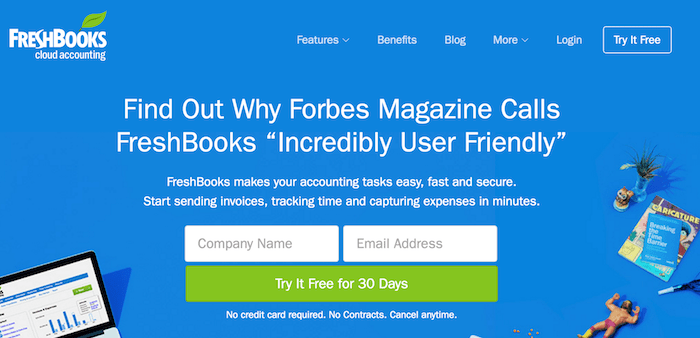 FRESHBOOKS
cloud accounting
Features
Benefits
Blog
More
Login
Try It Free
Find Out Why Forbes Magazine Calls
FreshBooks “Incredibly User Friendly”
FreshBooks makes your accounting tasks easy, fast and secure.
Start sending invoices, tracking time and capturing expenses in minutes.
Company Name
Email Address
Try It Free for 30 Days
No credit card required. No Contracts. Cancel anytime.
CARICATURE
Breaking
the
Time
Barrier